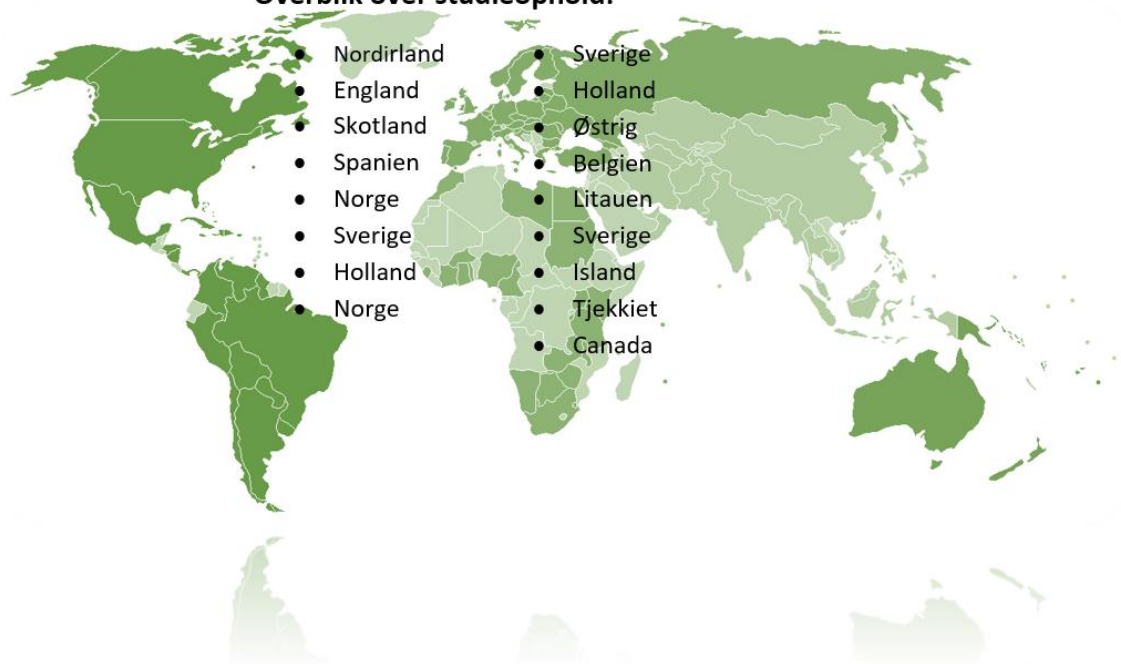 Overblik over studieophold:
• Nordirland
• England
• Skotland
• Spanien
• Norge
• Sverige
• Holland
• Norge
• Sverige
• Holland
• Østrig
• Belgien
• Litauen
• Sverige
• Island
• Tjekkiet
• Canada